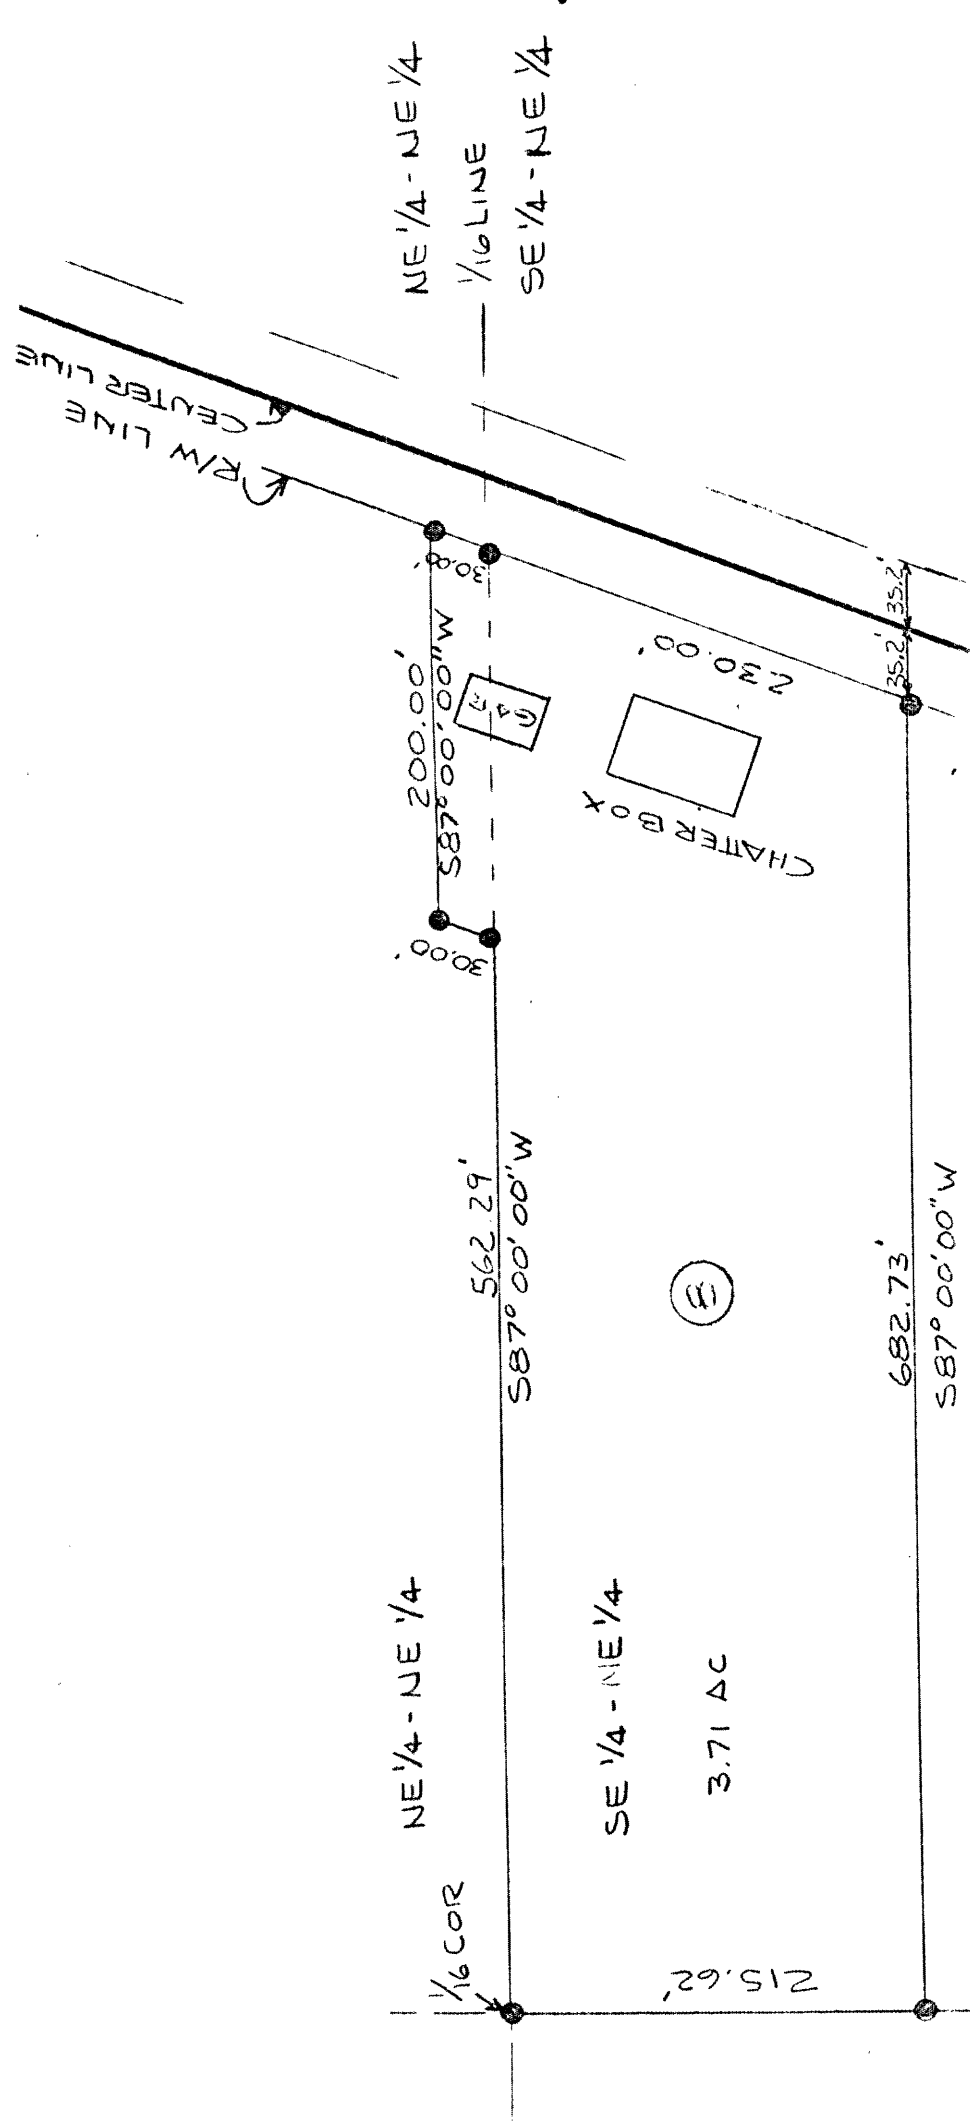 NE 1/4 - NE 1/4
1/16 LINE
SE 1/4 - NE 1/4
CENTER LINE
R/W LINE
30.00'
200.00'
S87° 00' 00" W
GAR
230.00'
35.2' 35.2'
CHATTER BOX
30.00'
562.29'
S87° 00' 00" W
E
682.73'
S87° 00' 00" W
NE 1/4 - NE 1/4
SE 1/4 - NE 1/4
3.71 AC
1/16 COR
215.62'